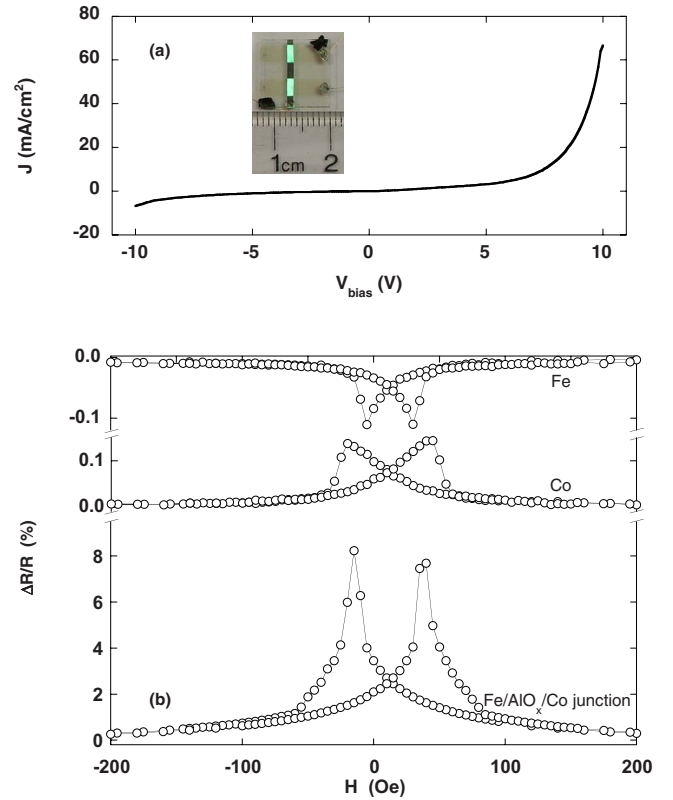 80
60
40
20
0
-20
J (mA/cm²)
(a)
1cm 2
-10 -5 0 5 10
V_bias (V)
0.0
-0.1
Fe
0.1
0.0
Co
ΔR/R (%)
8
6
4
2
0
(b)
Fe/AlO_x/Co junction
-200 -100 0 100 200
H (Oe)